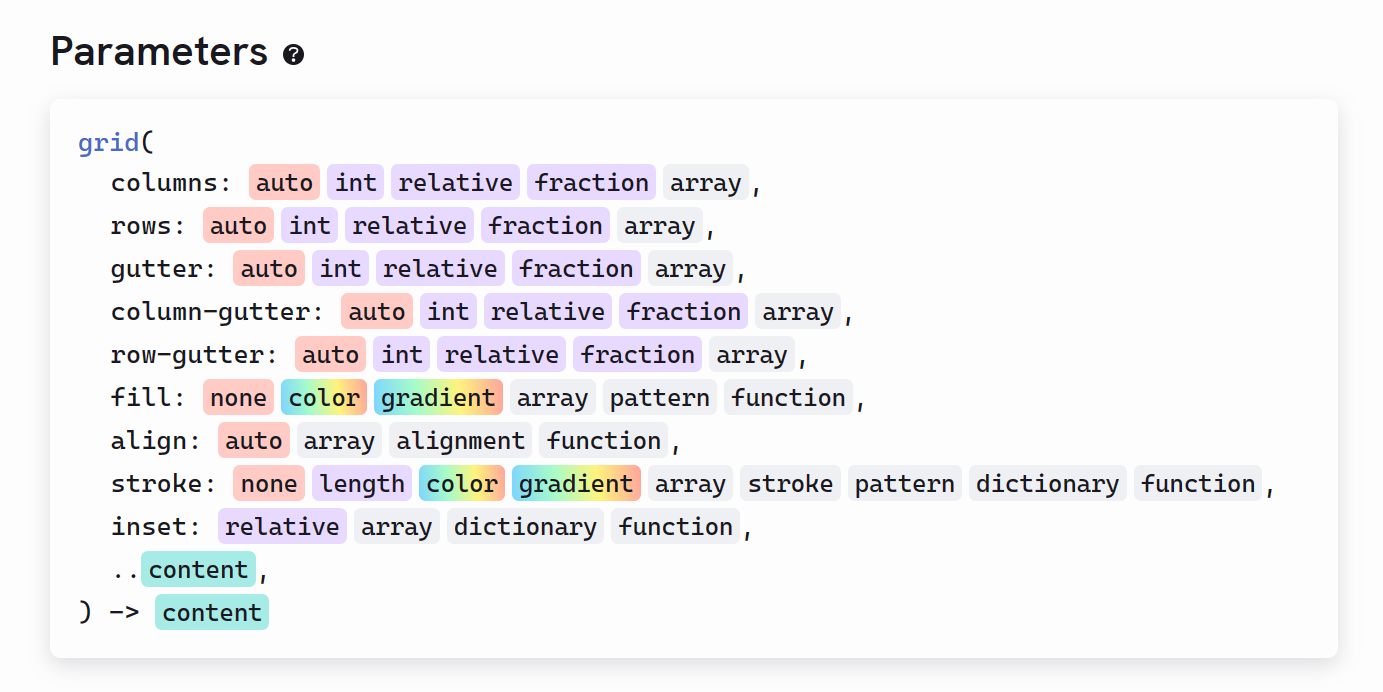 Parameters ?
grid(
columns: auto int relative fraction array,
rows: auto int relative fraction array,
gutter: auto int relative fraction array,
column-gutter: auto int relative fraction array,
row-gutter: auto int relative fraction array,
fill: none color gradient array pattern function,
align: auto array alignment function,
stroke: none length color gradient array stroke pattern dictionary function,
inset: relative array dictionary function,
..content,
) -> content